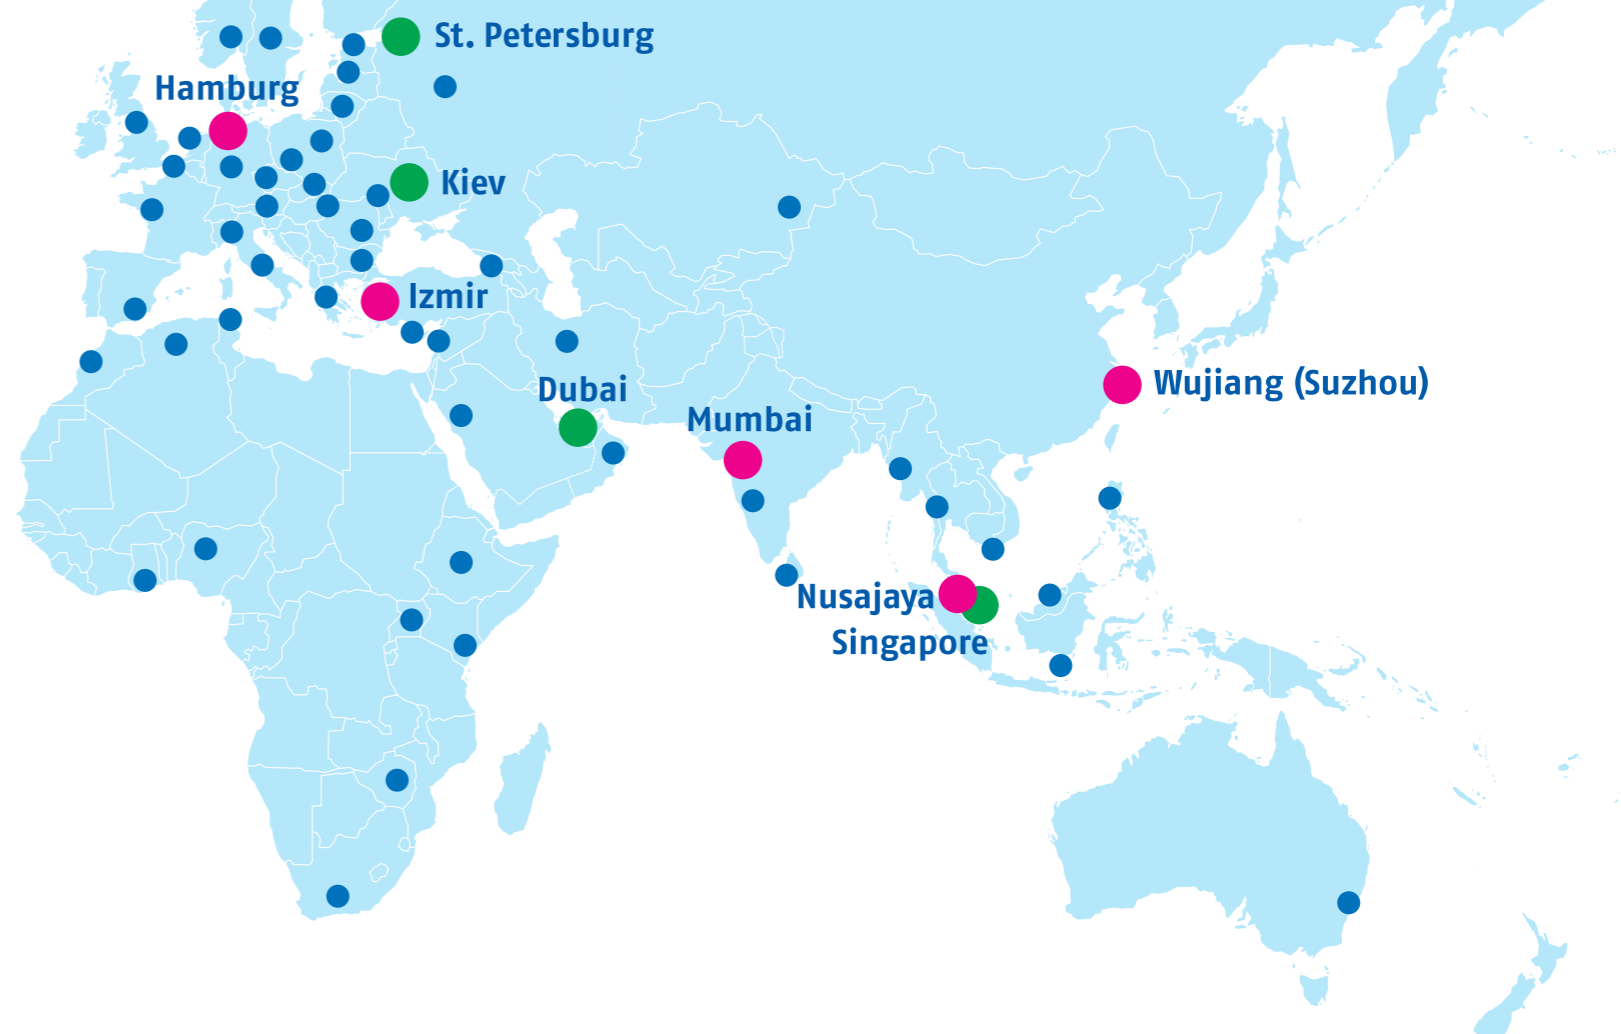 St. Petersburg
Hamburg
Kiev
Izmir
Dubai
Mumbai
Wujiang (Suzhou)
Nusajaya
Singapore